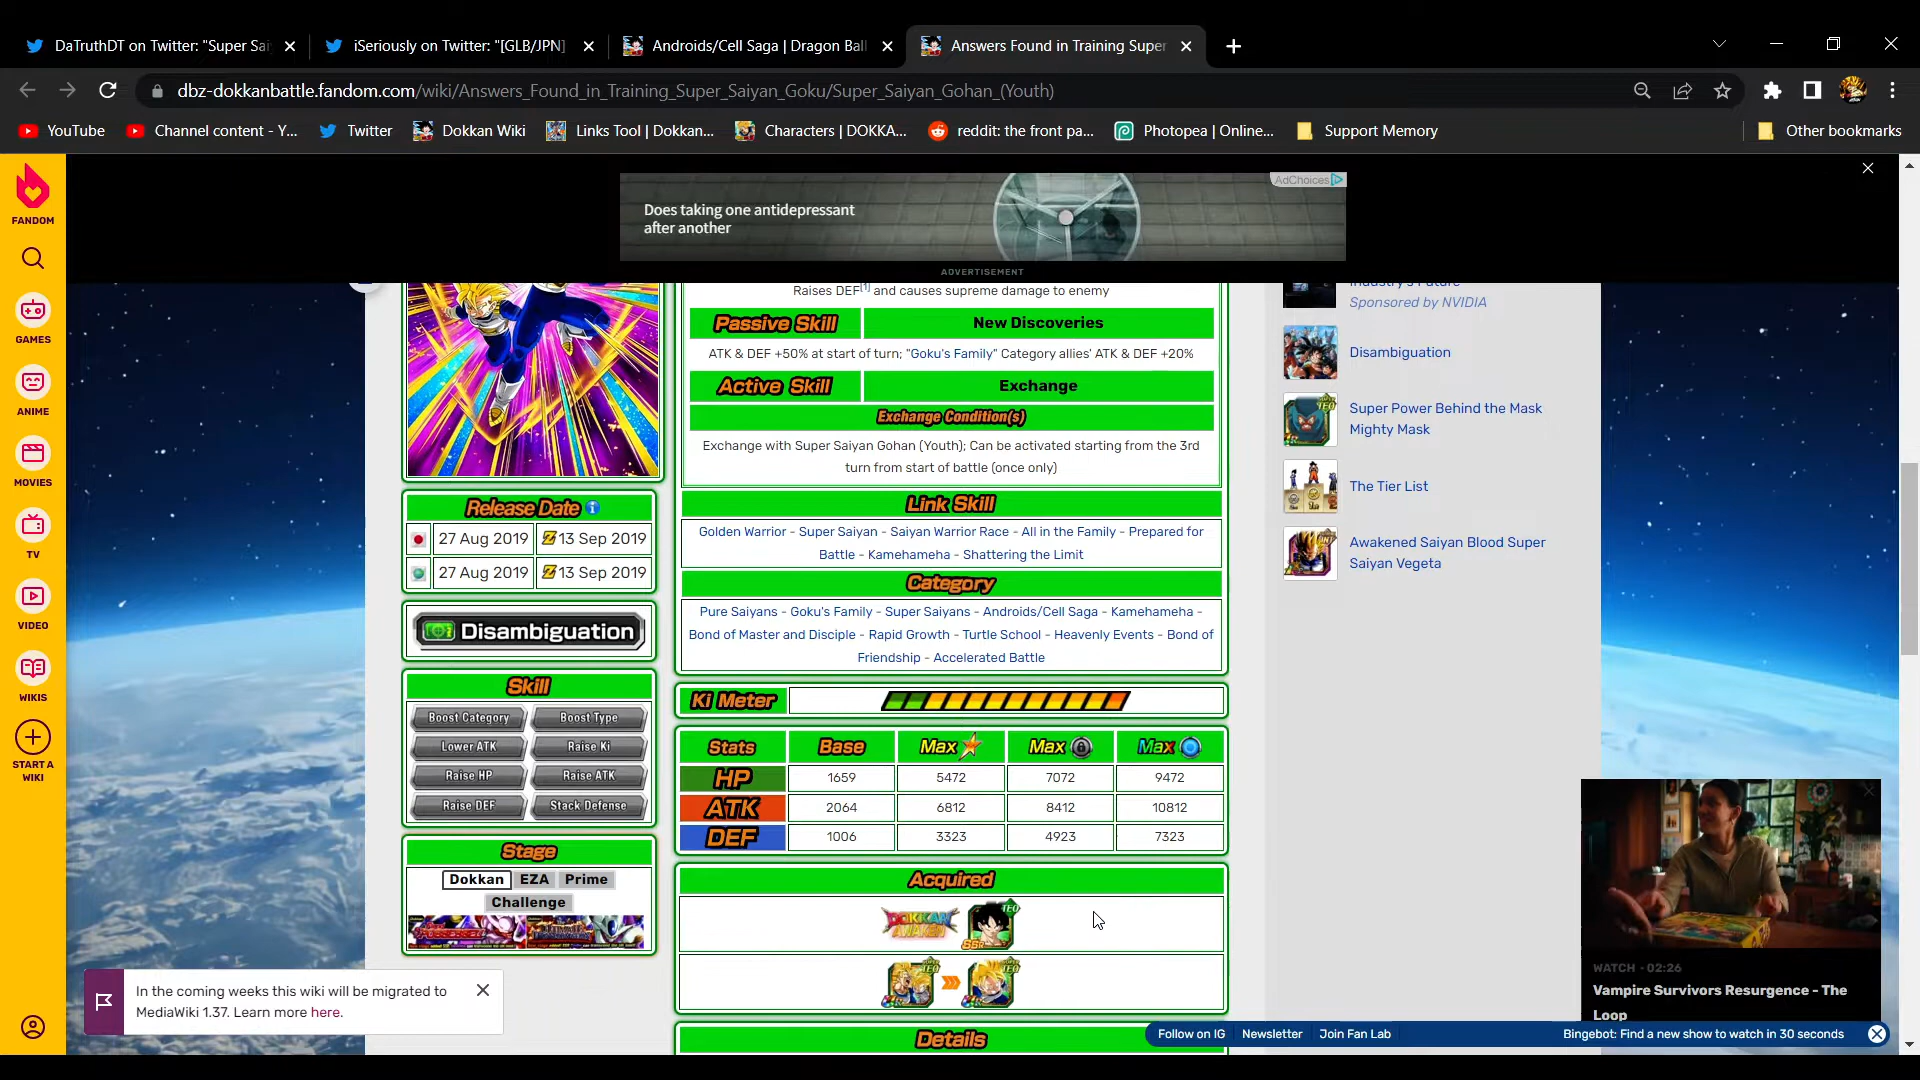 DaTruthDT on Twitter: "Super Sai
iSeriously on Twitter: "[GLB/JPN]
Androids/Cell Saga | Dragon Ball
Answers Found in Training Super
dbz-dokkanbattle.fandom.com/wiki/Answers_Found_in_Training_Super_Saiyan_Goku/Super_Saiyan_Gohan_(Youth)
YouTube
Channel content - Y...
Twitter
Dokkan Wiki
Links Tool | Dokkan...
Characters | DOKKA...
reddit: the front pa...
Photopea | Online...
Support Memory
Other bookmarks
FANDOM
GAMES
ANIME
MOVIES
TV
VIDEO
WIKIS
START A
WIKI
AdChoices
Does taking one antidepressant
after another
ADVERTISEMENT
Raises DEF[1] and causes supreme damage to enemy
Passive Skill
New Discoveries
ATK & DEF +50% at start of turn; "Goku's Family" Category allies' ATK & DEF +20%
Active Skill
Exchange
Exchange Condition(s)
Exchange with Super Saiyan Gohan (Youth); Can be activated starting from the 3rd
turn from start of battle (once only)
Link Skill
Golden Warrior - Super Saiyan - Saiyan Warrior Race - All in the Family - Prepared for
Battle - Kamehameha - Shattering the Limit
Category
Pure Saiyans - Goku's Family - Super Saiyans - Androids/Cell Saga - Kamehameha -
Bond of Master and Disciple - Rapid Growth - Turtle School - Heavenly Events - Bond of
Friendship - Accelerated Battle
Ki Meter
Stats Base Max Max Max
HP 1659 5472 7072 9472
ATK 2064 6812 8412 10812
DEF 1006 3323 4923 7323
Acquired
DOKKAN
AWAKEN
SSR
TEQ
Details
Release Date
27 Aug 2019 Z 13 Sep 2019
27 Aug 2019 Z 13 Sep 2019
Disambiguation
Skill
Boost Category Boost Type
Lower ATK Raise Ki
Raise HP Raise ATK
Raise DEF Stack Defense
Stage
Dokkan EZA Prime
Challenge
Industry's Future
Sponsored by NVIDIA
Disambiguation
Super Power Behind the Mask
Mighty Mask
The Tier List
Awakened Saiyan Blood Super
Saiyan Vegeta
WATCH - 02:26
Vampire Survivors Resurgence - The
Loop
In the coming weeks this wiki will be migrated to
MediaWiki 1.37. Learn more here.
Follow on IG
Newsletter
Join Fan Lab
Bingebot: Find a new show to watch in 30 seconds